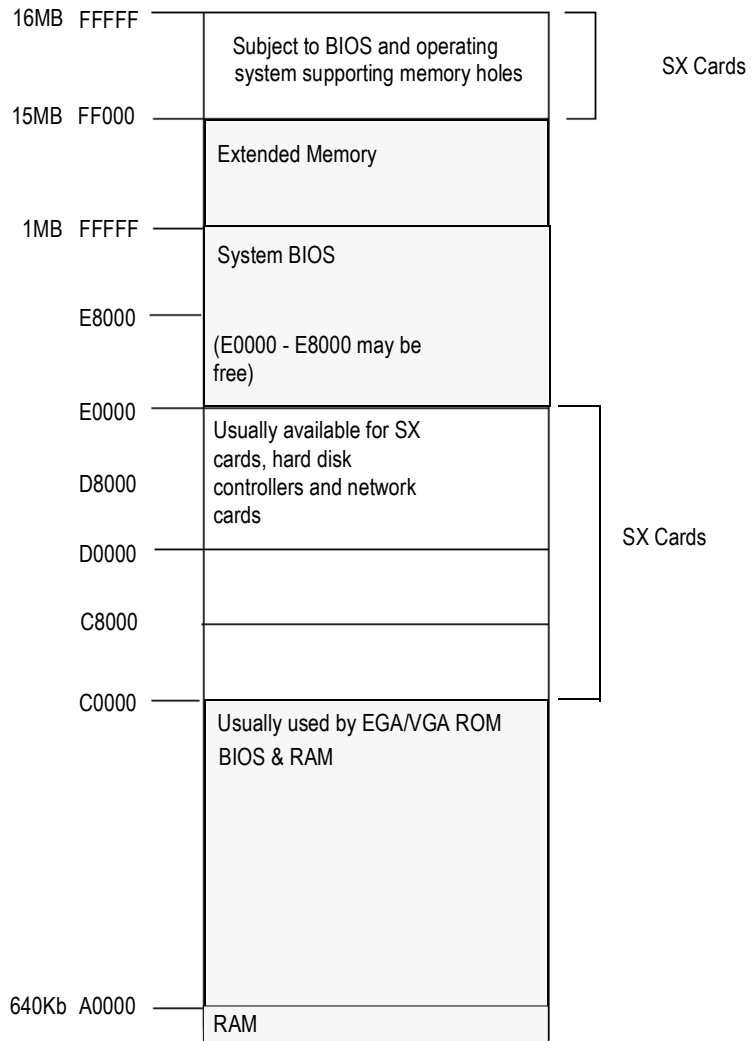 16MB FFFFF
Subject to BIOS and operating
system supporting memory holes
SX Cards
15MB FF000
Extended Memory
1MB FFFFF
System BIOS
E8000
(E0000 - E8000 may be
free)
E0000
Usually available for SX
cards, hard disk
controllers and network
cards
D8000
SX Cards
D0000
C8000
C0000
Usually used by EGA/VGA ROM
BIOS & RAM
640Kb A0000
RAM